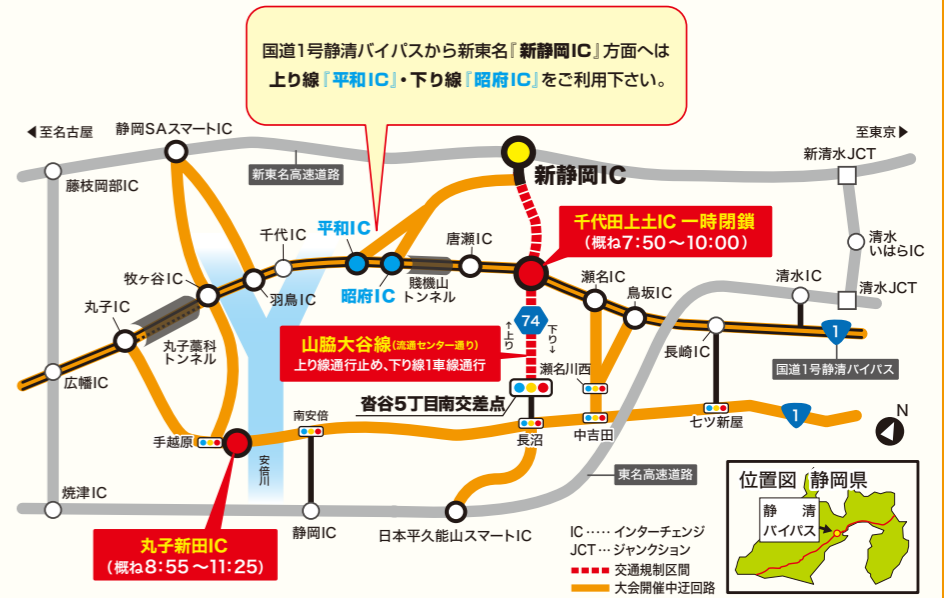 国道1号静清バイパスから新東名『新静岡IC』方面へは
上り線『平和IC』・下り線『昭府IC』をご利用下さい。
◀至名古屋
静岡SAスマートIC
至東京▶
新清水JCT
藤枝岡部IC
新東名高速道路
新静岡IC
千代田上土IC 一時閉鎖
(概ね7:50〜10:00)
平和IC
千代IC
唐瀬IC
清水
いはらIC
牧ヶ谷IC
羽鳥IC
昭府IC
賤機山
トンネル
瀬名IC
清水IC
清水JCT
丸子IC
鳥坂IC
丸子藁科
トンネル
74
↑上り
下り↓
1
山脇大谷線(流通センター通り)
上り線通行止め、下り線1車線通行
長崎IC
国道1号静清バイパス
広幡IC
瀬名川西
沓谷5丁目南交差点
南安倍
手越原
長沼
中吉田
七ツ新屋
1
N
安倍川
東名高速道路
焼津IC
静岡IC
日本平久能山スマートIC
丸子新田IC
(概ね8:55〜11:25)
IC‥‥‥インターチェンジ
JCT…ジャンクション
交通規制区間
大会開催中迂回路
位置図 静岡県
静清
バイパス